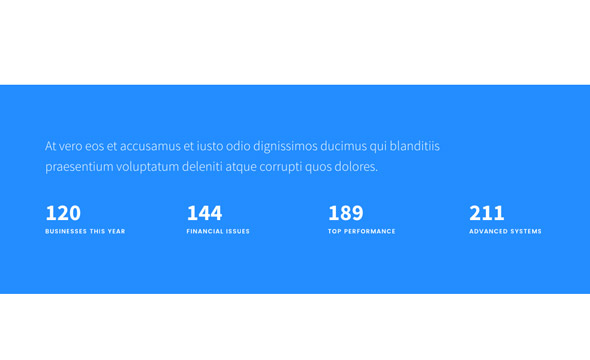 At vero eos et accusamus et iusto odio dignissimos ducimus qui blanditiis
praesentium voluptatum deleniti atque corrupti quos dolores.
120 144 189 211
BUSINESSES THIS YEAR FINANCIAL ISSUES TOP PERFORMANCE ADVANCED SYSTEMS